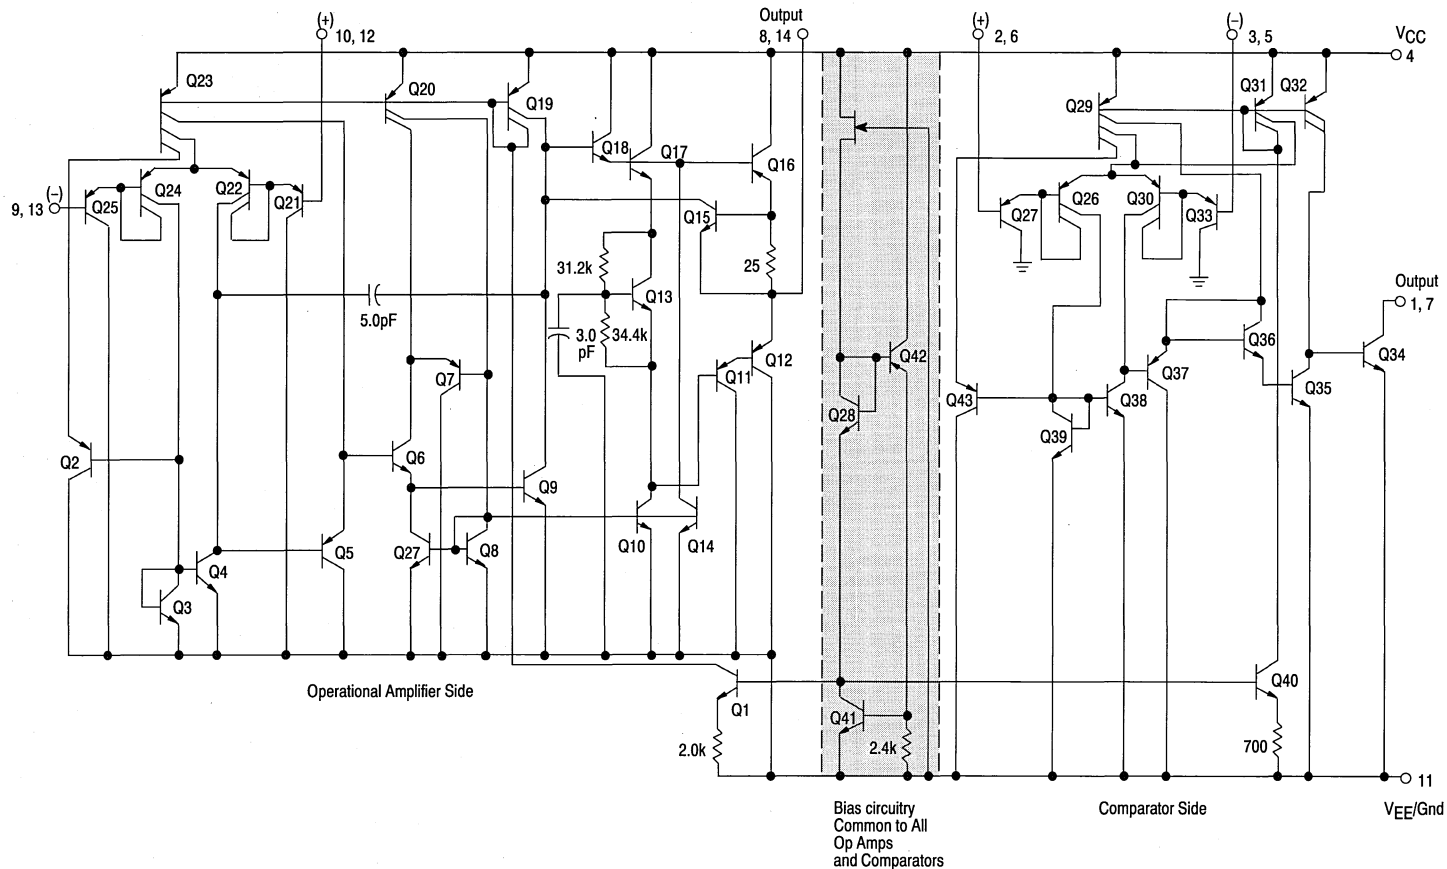 (+)
10, 12
Output
8, 14
(+)
2, 6
(−)
3, 5
VCC
4
Q23
Q20
Q19
Q18
Q17
Q16
Q29
Q31
Q32
(−)
9, 13
Q25
Q24
Q22
Q21
Q15
Q27
Q26
Q30
Q33
31.2k
25
Q13
5.0pF
3.0
pF
34.4k
Output
1, 7
Q7
Q11
Q12
Q42
Q36
Q34
Q37
Q28
Q43
Q38
Q35
Q39
Q2
Q6
Q9
Q27
Q8
Q10
Q14
Q5
Q4
Q3
Operational Amplifier Side
Q1
Q41
Q40
2.0k
2.4k
700
11
VEE/Gnd
Bias circuitry
Common to All
Op Amps
and Comparators
Comparator Side